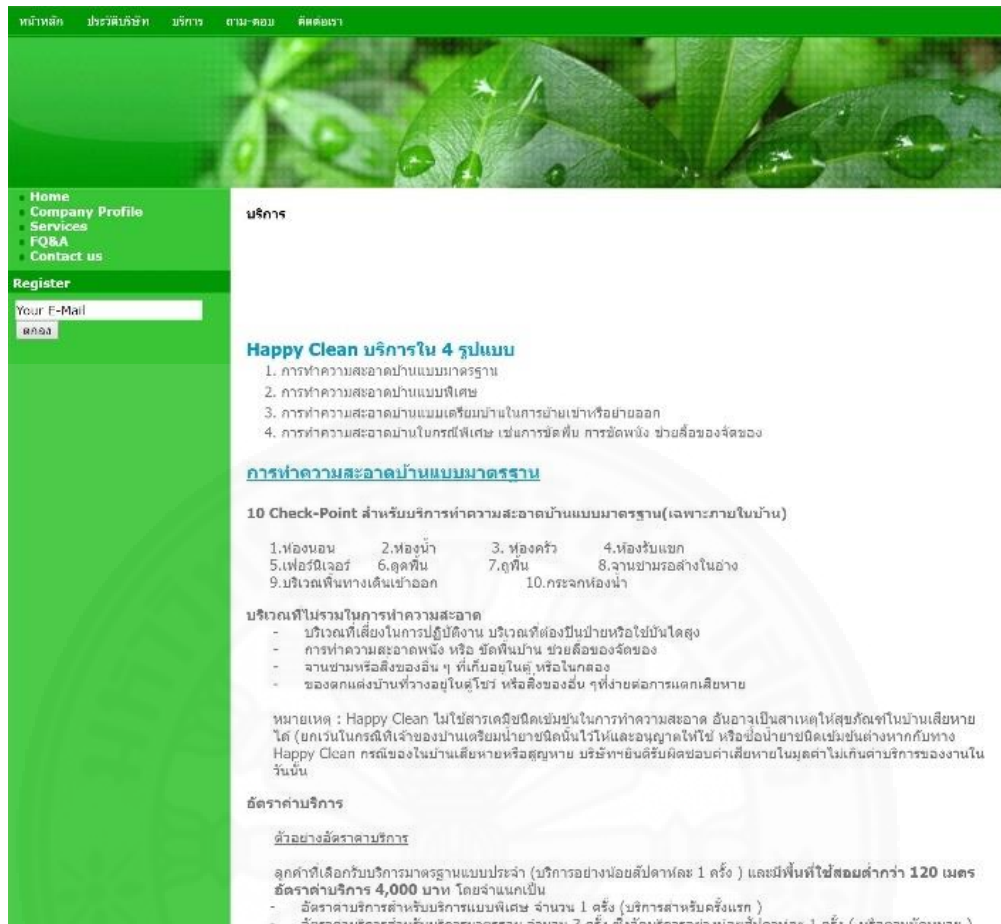 หน้าหลัก ประวัติบริษัท บริการ ถาม-ตอบ ติดต่อเรา
Home
Company Profile
Services
FQ&A
Contact us
Register
Your E-Mail
ตกลง
บริการ
Happy Clean บริการใน 4 รูปแบบ
1. การทำความสะอาดบ้านแบบมาตรฐาน
2. การทำความสะอาดบ้านแบบพิเศษ
3. การทำความสะอาดบ้านแบบเตรียมบ้านในการย้ายเข้าหรือย้ายออก
4. การทำความสะอาดบ้านในกรณีพิเศษ เช่นการขัดพื้น การขัดผนัง ช่วยลื้อของจัดของ
การทำความสะอาดบ้านแบบมาตรฐาน
10 Check-Point สำหรับบริการทำความสะอาดบ้านแบบมาตรฐาน(เฉพาะภายในบ้าน)
1.ห้องนอน 2.ห้องน้ำ 3. ห้องครัว 4.ห้องรับแขก
5.เฟอร์นิเจอร์ 6.ดูดพื้น 7.ถูพื้น 8.จานชามรอล้างในอ่าง
9.บริเวณพื้นทางเดินเข้าออก 10.กระจกห้องน้ำ
บริเวณที่ไม่รวมในการทำความสะอาด
- บริเวณที่เสี่ยงในการปฏิบัติงาน บริเวณที่ต้องปีนป่ายหรือใช้บันไดสูง
- การทำความสะอาดผนัง หรือ ขัดพื้นบ้าน ช่วยลื้อของจัดของ
- จานชามหรือสิ่งของอื่น ๆ ที่เก็บอยู่ในตู้ หรือในกล่อง
- ของตกแต่งบ้านที่วางอยู่ในตู้โชว์ หรือสิ่งของอื่น ๆที่ง่ายต่อการแตกเสียหาย
หมายเหตุ : Happy Clean ไม่ใช้สารเคมีชนิดเข้มข้นในการทำความสะอาด อันอาจเป็นสาเหตุให้สุขภัณฑ์ในบ้านเสียหาย
ได้ (ยกเว้นในกรณีที่เจ้าของบ้านเตรียมน้ำยาชนิดนั้นไว้ให้และอนุญาตให้ใช้ หรือซื้อน้ำยาชนิดเข้มข้นต่างหากกับทาง
Happy Clean กรณีของในบ้านเสียหายหรือสูญหาย บริษัทฯยินดีรับผิดชอบค่าเสียหายในมูลค่าไม่เกินค่าบริการของงานใน
วันนั้น
อัตราค่าบริการ
ตัวอย่างอัตราค่าบริการ
ลูกค้าที่เลือกรับบริการมาตรฐานแบบประจำ (บริการอย่างน้อยสัปดาห์ละ 1 ครั้ง ) และมีพื้นที่ใช้สอยต่ำกว่า 120 เมตร
อัตราค่าบริการ 4,000 บาท โดยจำแนกเป็น
- อัตราค่าบริการสำหรับบริการแบบพิเศษ จำนวน 1 ครั้ง (บริการสำหรับครั้งแรก )
- อัตราค่าบริการสำหรับบริการมาตรฐาน จำนวน 3 ครั้ง